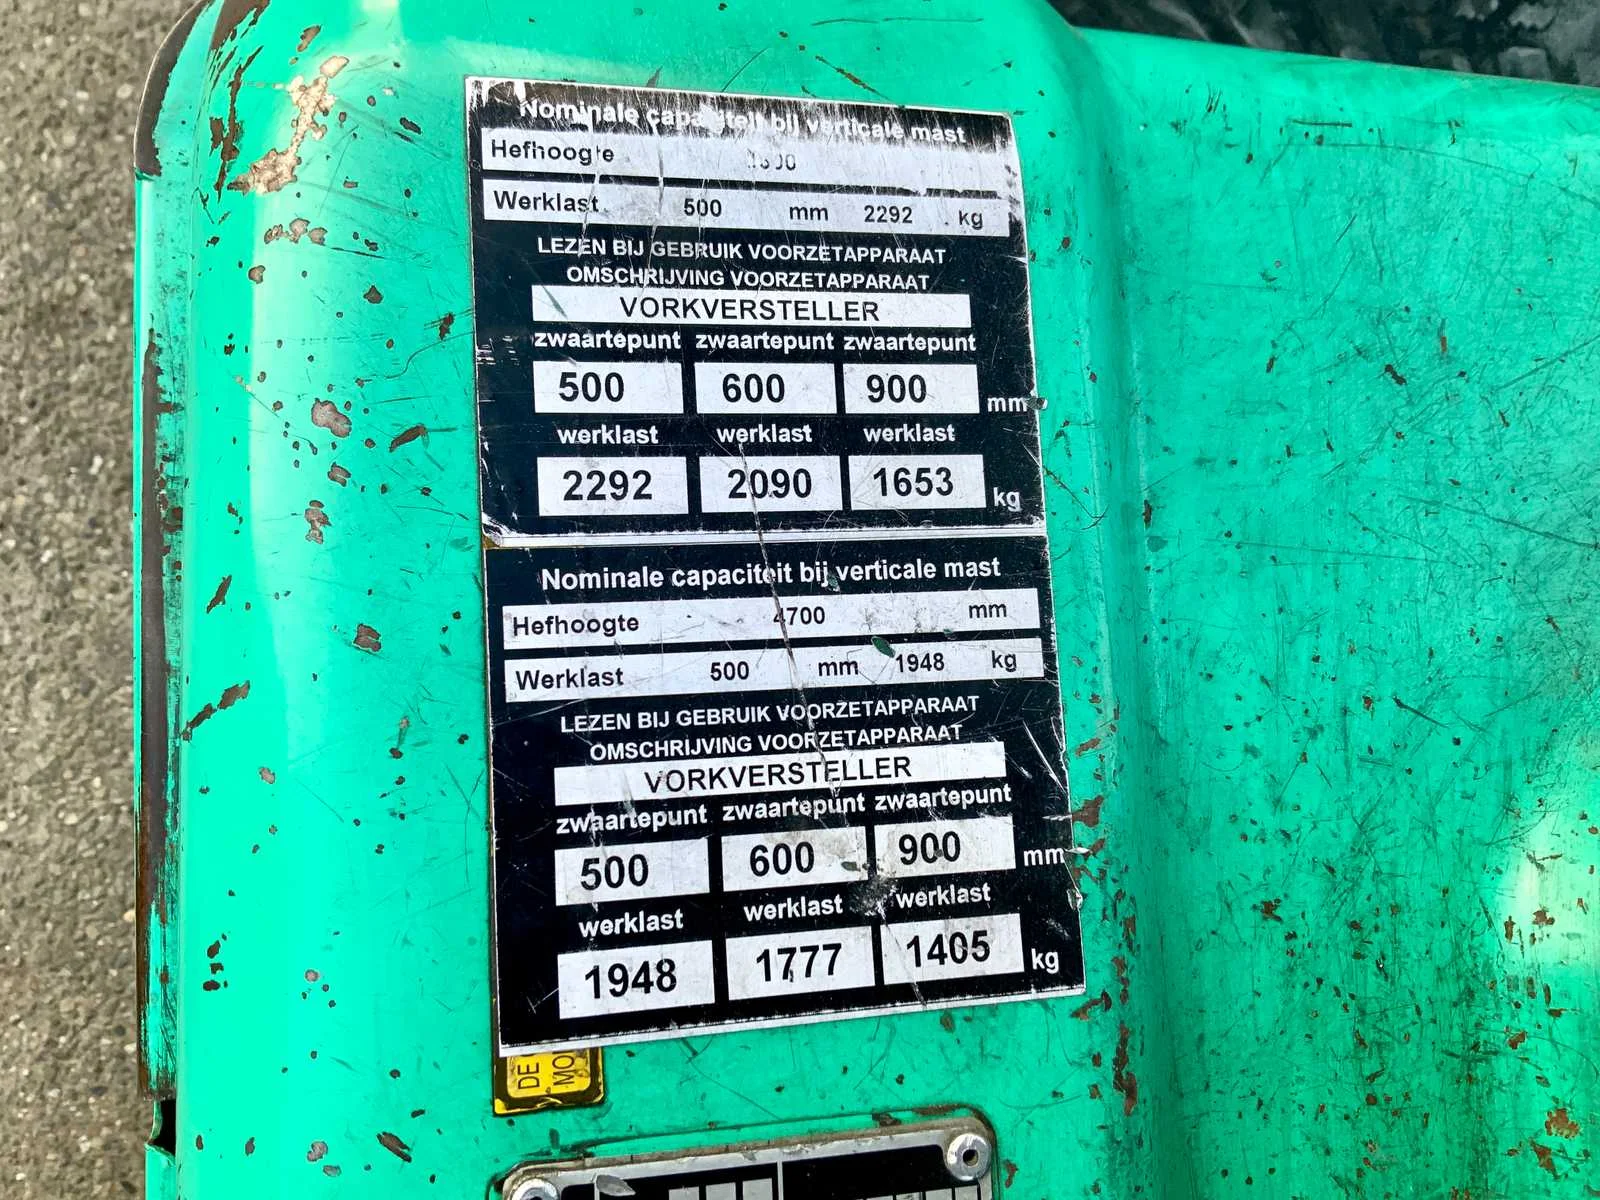 Nominale capaciteit bij verticale mast
Hefhoogte
Werklast 500 mm 2292 kg
LEZEN BIJ GEBRUIK VOORZETAPPARAAT
OMSCHRIJVING VOORZETAPPARAAT
VORKVERSTELLER
zwaartepunt zwaartepunt zwaartepunt
500 600 900 mm
werklast werklast werklast
2292 2090 1653 kg
Nominale capaciteit bij verticale mast
Hefhoogte 4700 mm
Werklast 500 mm 1948 kg
LEZEN BIJ GEBRUIK VOORZETAPPARAAT
OMSCHRIJVING VOORZETAPPARAAT
VORKVERSTELLER
zwaartepunt zwaartepunt zwaartepunt
500 600 900 mm
werklast werklast werklast
1948 1777 1405 kg
DE
MO